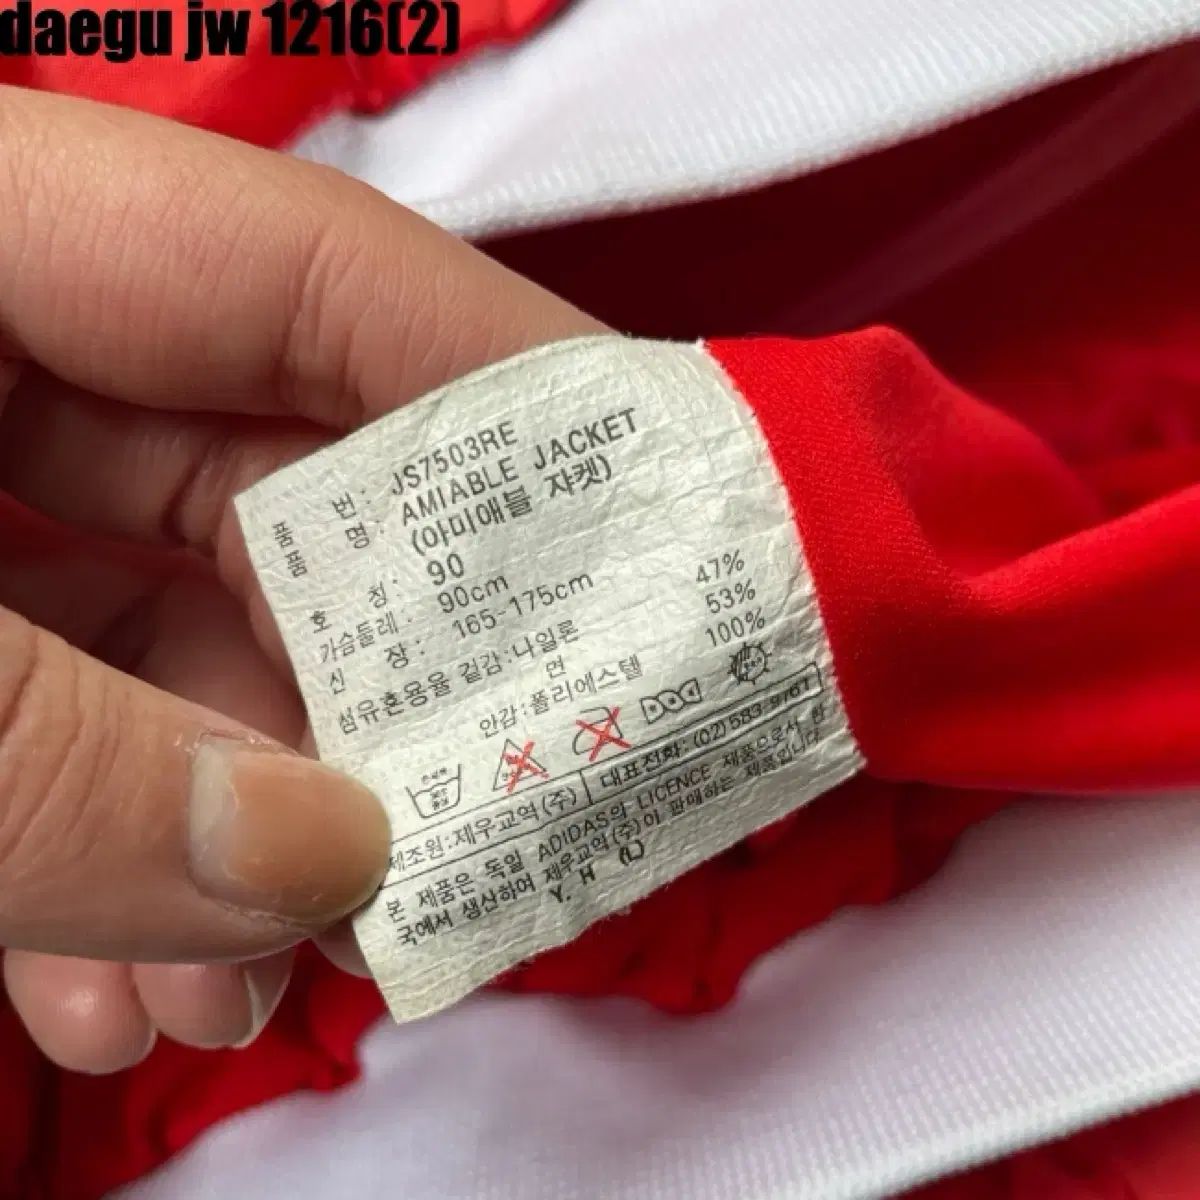 daegu jw 1216(2)
품 번: JS7503RE
품 명: AMIABLE JACKET
(아미애블 쟈켓)
호 칭: 90
가슴둘레: 90cm
신 장: 165-175cm
섬유혼용율 겉감:나일론 47%
면 53%
안감:폴리에스텔 100%
제조원:제우교역(주) 대표전화:(02)583.9761
본 제품은 독일 ADIDAS의 LICENCE 제품으로서 한
국에서 생산하여 제우교역(주)이 판매하는 제품입니다
Y. H (L)